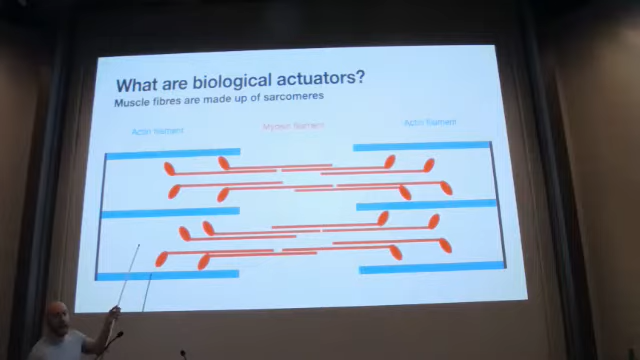 What are biological actuators?
Muscle fibres are made up of sarcomeres
Actin filament
Myosin filament
Actin filament